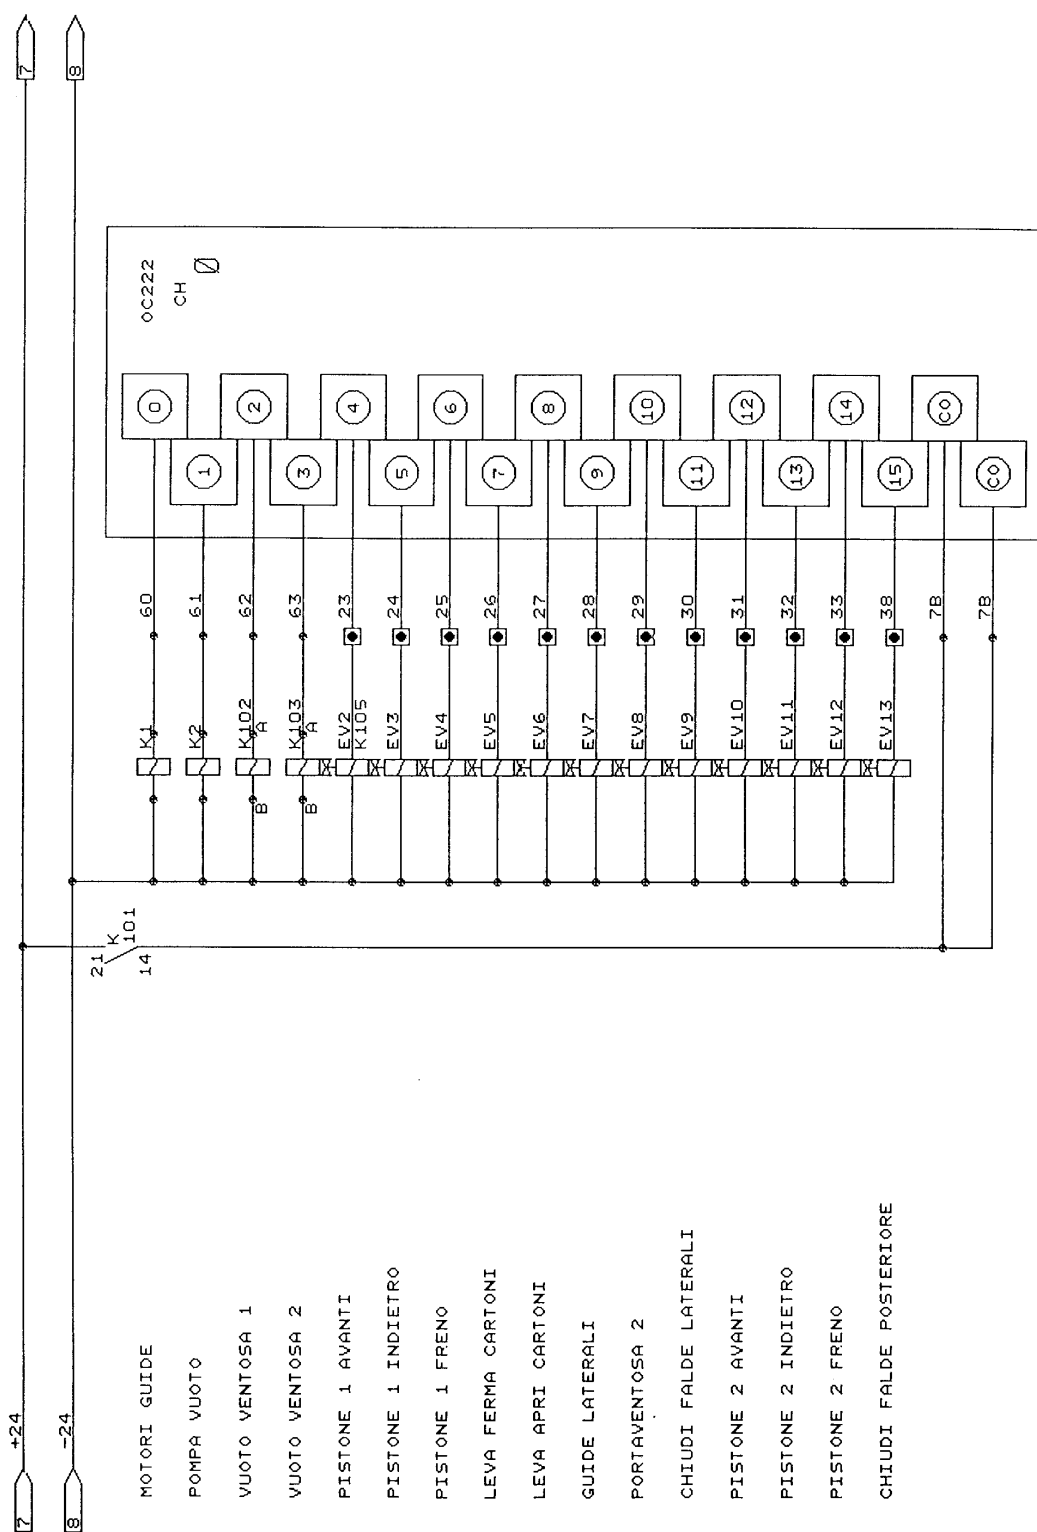 7 +24 7
8 -24 8
OC222
CH 0
MOTORI GUIDE K1 60 0
POMPA VUOTO K2 61 1
VUOTO VENTOSA 1 B K102 A 62 2
VUOTO VENTOSA 2 B K103 A 63 3
PISTONE 1 AVANTI EV2 K105 23 4
PISTONE 1 INDIETRO EV3 24 5
PISTONE 1 FRENO EV4 25 6
LEVA FERMA CARTONI EV5 26 7
LEVA APRI CARTONI EV6 27 8
GUIDE LATERALI EV7 28 9
PORTAVENTOSA 2 EV8 29 10
CHIUDI FALDE LATERALI EV9 30 11
PISTONE 2 AVANTI EV10 31 12
PISTONE 2 INDIETRO EV11 32 13
PISTONE 2 FRENO EV12 33 14
CHIUDI FALDE POSTERIORE EV13 38 15
21 K 101
14
7B CO
7B CO